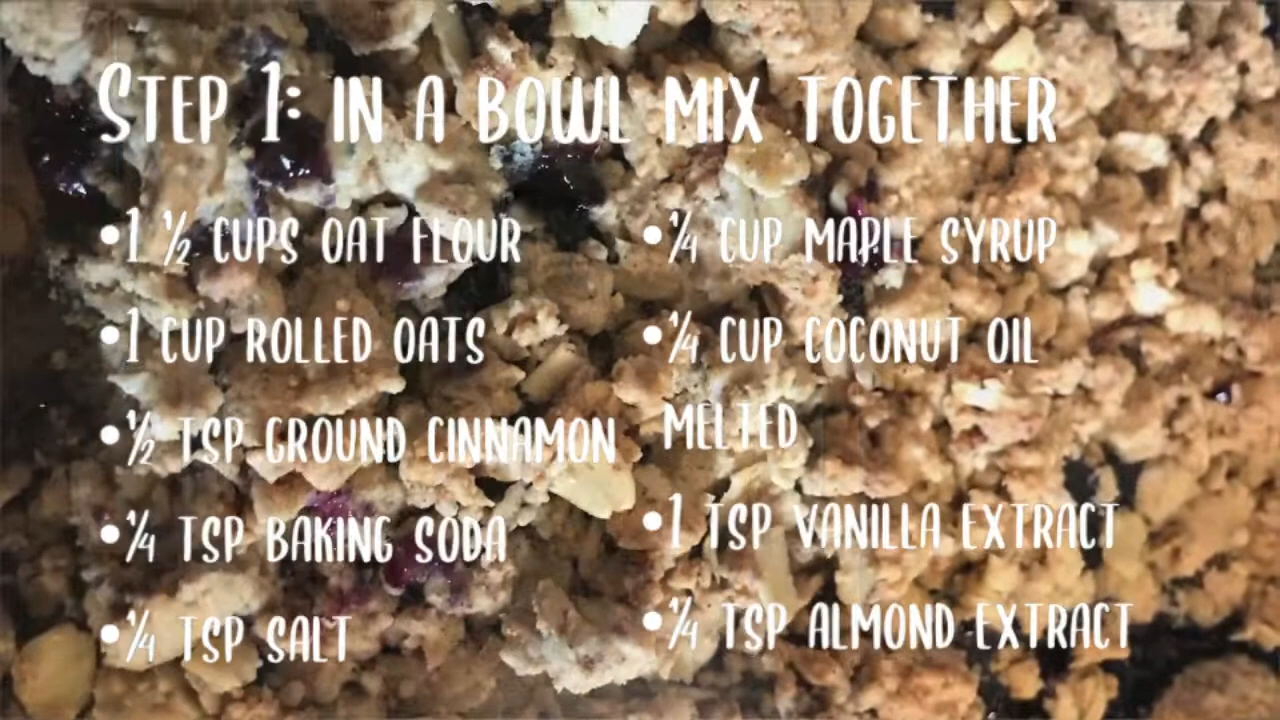 Step 1: in a bowl mix together
•1 ½ cups oat flour
•1 cup rolled oats
•½ tsp ground cinnamon
•¼ tsp baking soda
•¼ tsp salt
•¼ cup maple syrup
•¼ cup coconut oil
melted
•1 tsp vanilla extract
•¼ tsp almond extract